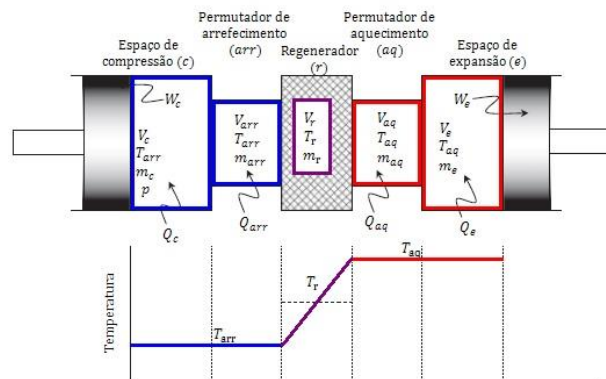 Permutador de
arrefecimento
(arr)
Permutador de
aquecimento
(aq)
Espaço de
compressão (c)
Regenerador
(r)
Espaço de
expansão (e)
W_c
W_e
V_c
T_arr
m_c
p
V_arr
T_arr
m_arr
V_r
T_r
m_r
V_aq
T_aq
m_aq
V_e
T_aq
m_e
Q_c
Q_arr
Q_aq
Q_e
Temperatura
T_arr
T_r
T_aq